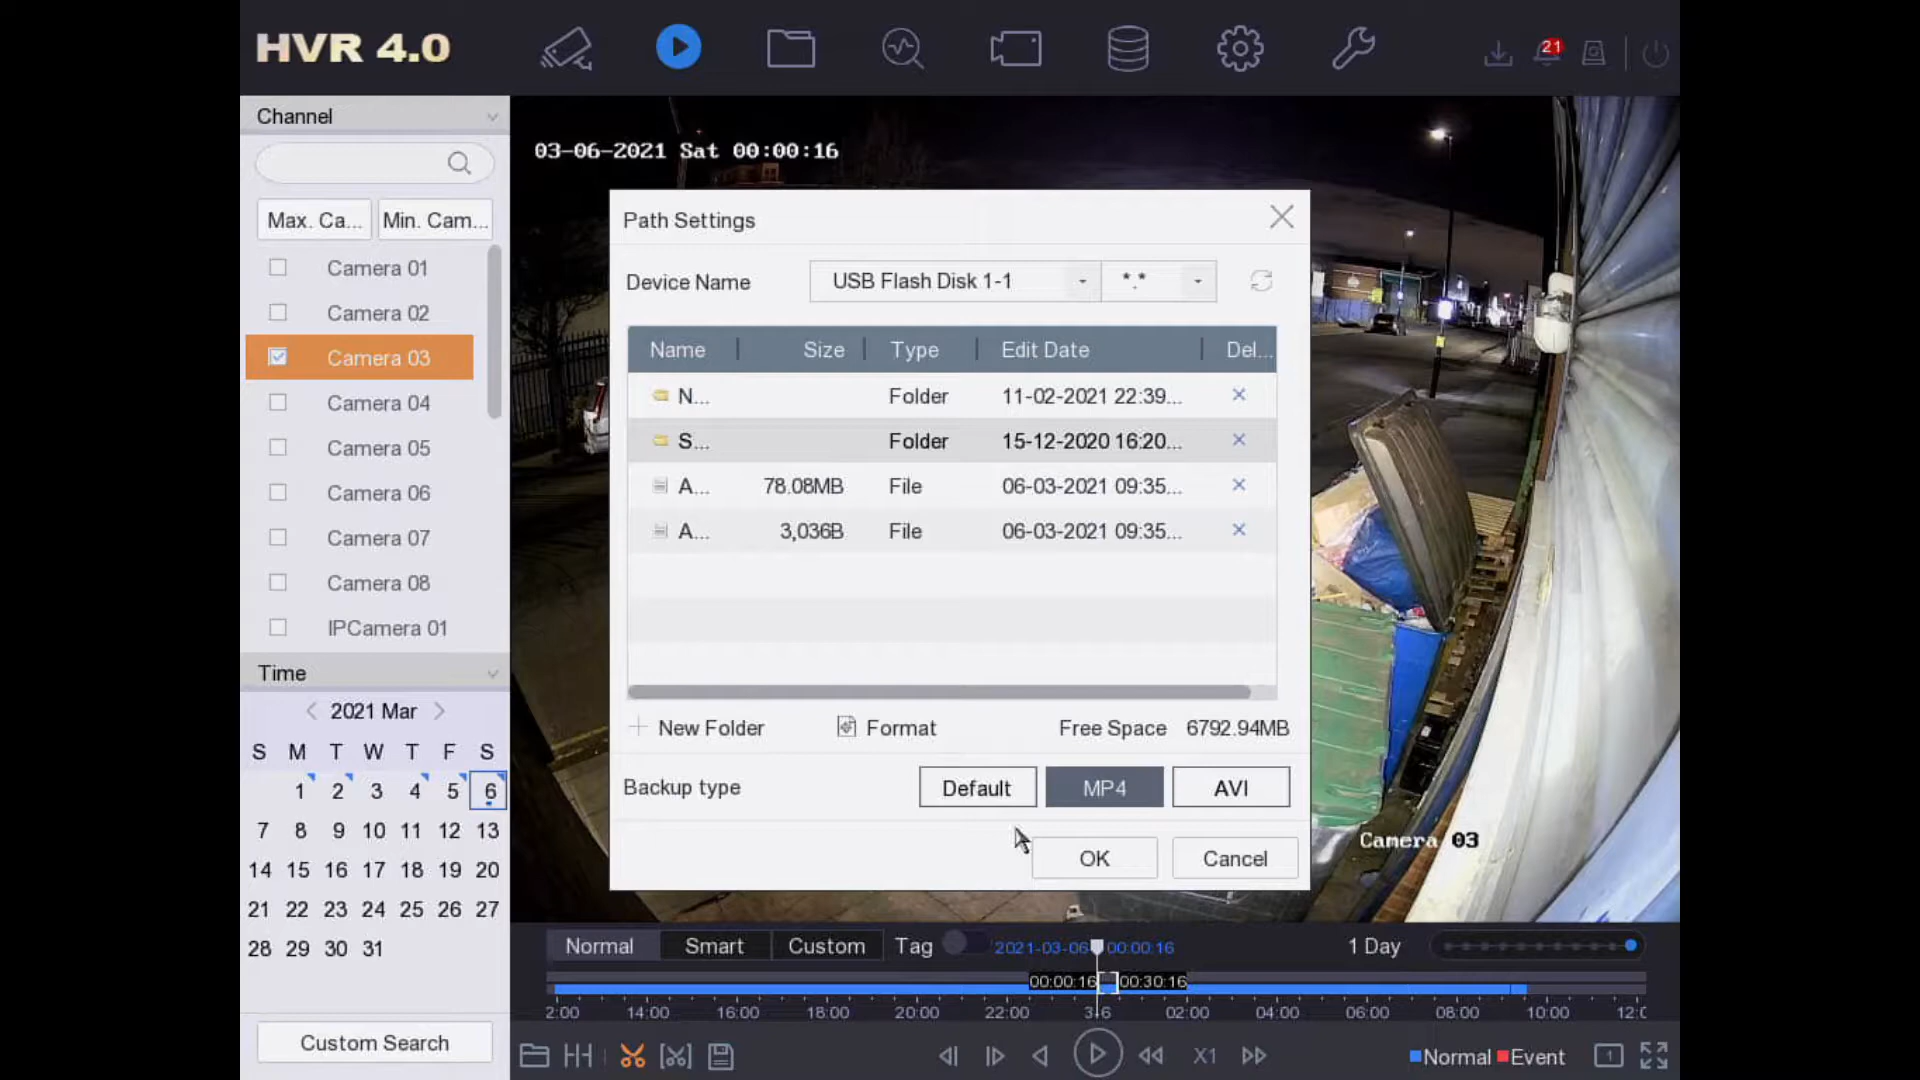 HVR 4.0
21
Channel
Max. Ca... Min. Cam...
Camera 01
Camera 02
Camera 03
Camera 04
Camera 05
Camera 06
Camera 07
Camera 08
IPCamera 01
Time
2021 Mar
S M T W T F S
1 2 3 4 5 6
7 8 9 10 11 12 13
14 15 16 17 18 19 20
21 22 23 24 25 26 27
28 29 30 31
Custom Search
03-06-2021 Sat 00:00:16
Path Settings
Device Name USB Flash Disk 1-1 *.*
Name Size Type Edit Date Del...
N... Folder 11-02-2021 22:39...
S... Folder 15-12-2020 16:20...
A... 78.08MB File 06-03-2021 09:35...
A... 3,036B File 06-03-2021 09:35...
New Folder Format Free Space 6792.94MB
Backup type Default MP4 AVI
OK Cancel
Camera 03
Normal Smart Custom Tag 2021-03-06 00:00:16 1 Day
00:00:16 00:30:16
2:00 14:00 16:00 18:00 20:00 22:00 3-6 02:00 04:00 06:00 08:00 10:00 12:0
X1 Normal Event 1